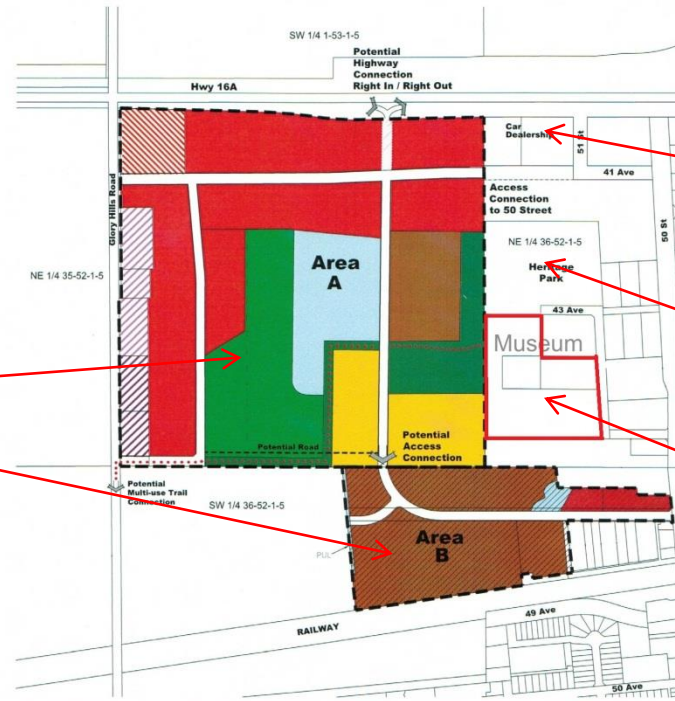 SW 1/4 1-53-1-5
Potential
Highway
Connection
Right In / Right Out
Hwy 16A
Car
Dealership
51 St
41 Ave
Glory Hills Road
Access
Connection
to 50 Street
50 St
NE 1/4 35-52-1-5
Area
A
NE 1/4 36-52-1-5
Heritage
Park
43 Ave
Museum
Potential Road
Potential
Access
Connection
Potential
Multi-use Trail
Connection
SW 1/4 36-52-1-5
Area
B
PUL
RAILWAY
49 Ave
50 Ave